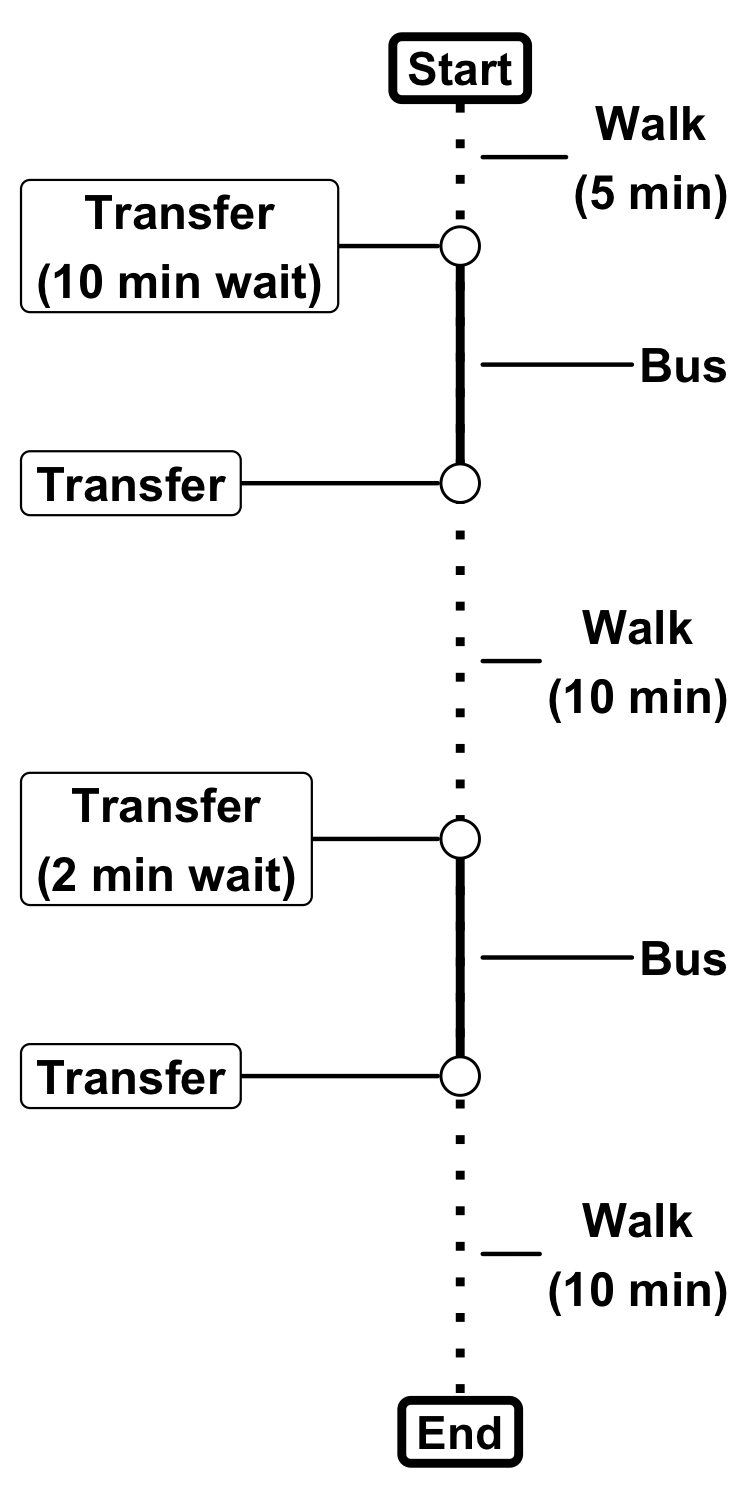 Start
Walk
(5 min)
Transfer
(10 min wait)
Bus
Transfer
Walk
(10 min)
Transfer
(2 min wait)
Bus
Transfer
Walk
(10 min)
End